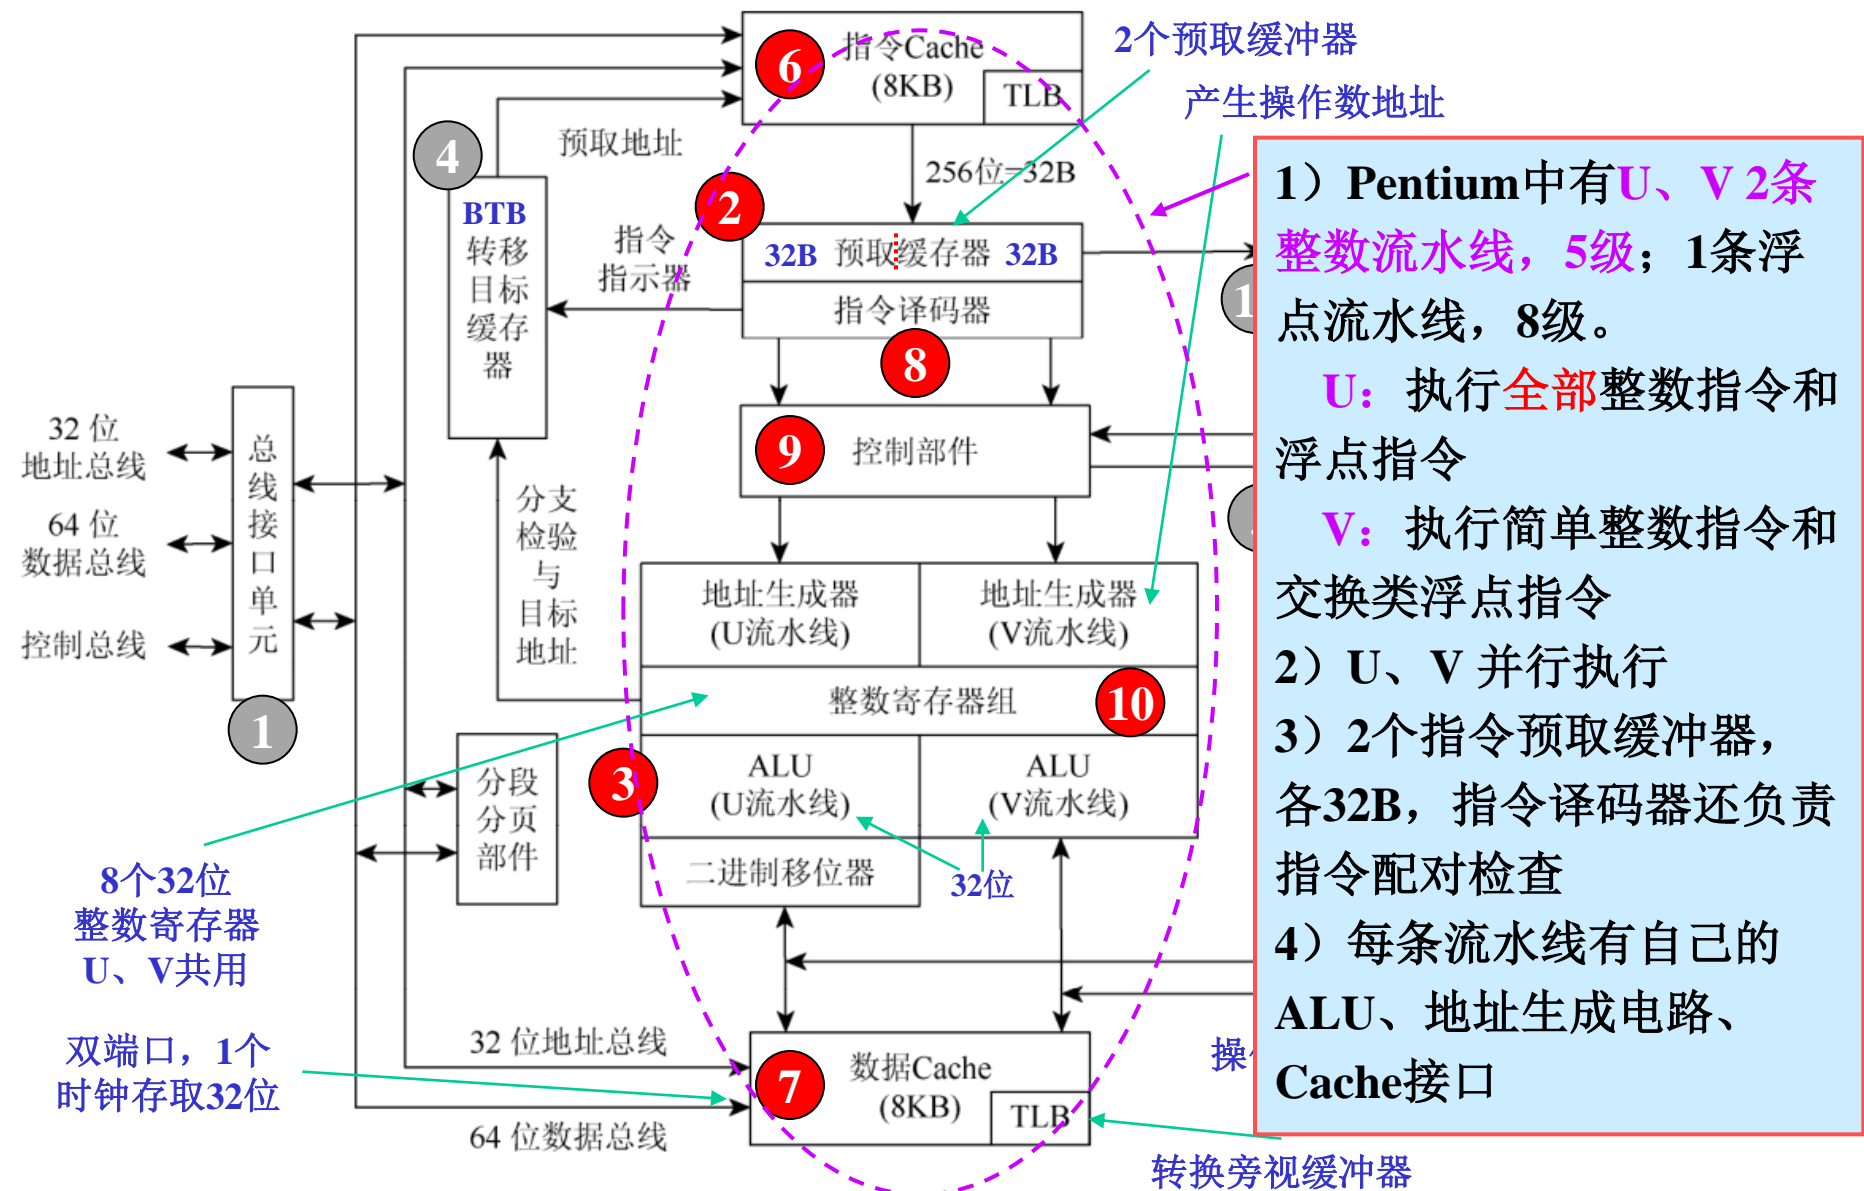 6
指令Cache
(8KB)
TLB
2个预取缓冲器
产生操作数地址
4
预取地址
256位=32B
BTB
转移
目标
缓存
器
2
指令
指示器
32B 预取缓存器 32B
指令译码器
8
9
控制部件
32 位
地址总线
64 位
数据总线
控制总线
总
线
接
口
单
元
1
分支
检验
与
目标
地址
地址生成器
(U流水线)
地址生成器
(V流水线)
整数寄存器组
10
3
ALU
(U流水线)
ALU
(V流水线)
二进制移位器
32位
分段
分页
部件
8个32位
整数寄存器
U、V共用
双端口，1个
时钟存取32位
32 位地址总线
64 位数据总线
7
数据Cache
(8KB)
TLB
操
转换旁视缓冲器
1）Pentium中有U、V 2条
整数流水线，5级；1条浮
点流水线，8级。
U：执行全部整数指令和
浮点指令
V：执行简单整数指令和
交换类浮点指令
2）U、V 并行执行
3）2个指令预取缓冲器，
各32B，指令译码器还负责
指令配对检查
4）每条流水线有自己的
ALU、地址生成电路、
Cache接口